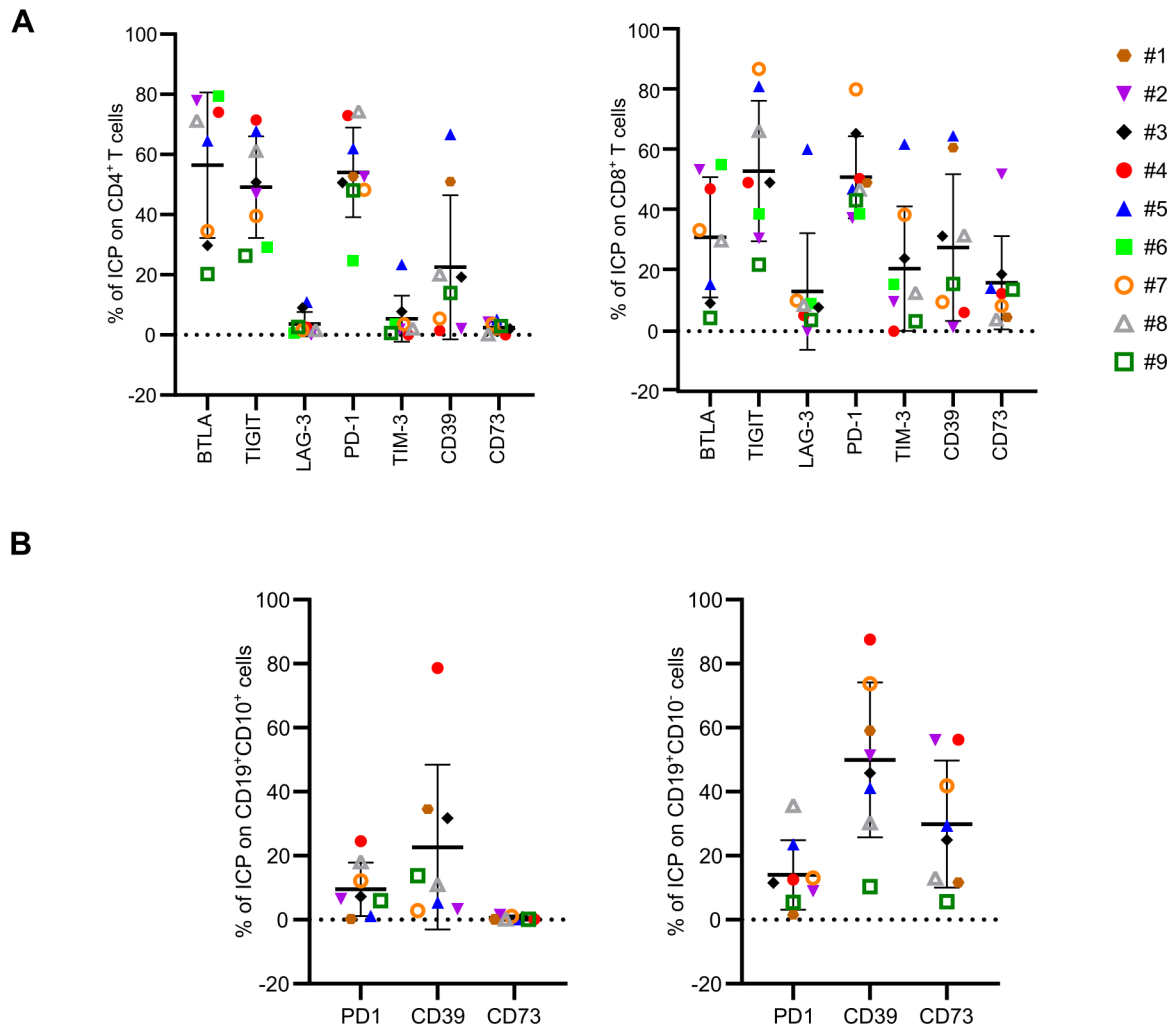 A
% of ICP on CD4+ T cells
100
80
60
40
20
0
-20
BTLA
TIGIT
LAG-3
PD-1
TIM-3
CD39
CD73
% of ICP on CD8+ T cells
100
80
60
40
20
0
-20
BTLA
TIGIT
LAG-3
PD-1
TIM-3
CD39
CD73
#1
#2
#3
#4
#5
#6
#7
#8
#9
B
% of ICP on CD19+CD10+ cells
100
80
60
40
20
0
-20
PD1
CD39
CD73
% of ICP on CD19+CD10- cells
100
80
60
40
20
0
-20
PD1
CD39
CD73